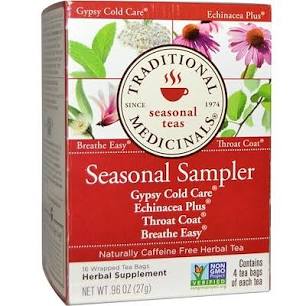 Gypsy Cold Care®
Echinacea Plus®
TRADITIONAL
SINCE 1974
seasonal teas
MEDICINALS®
Breathe Easy®
Throat Coat®
Seasonal Sampler
Gypsy Cold Care®
Echinacea Plus®
Throat Coat®
Breathe Easy®
Naturally Caffeine Free Herbal Tea
16 Wrapped Tea Bags
Herbal Supplement
NET WT. .96 OZ (27g)
NON GMO Project
VERIFIED
Contains
4 tea bags
of each tea